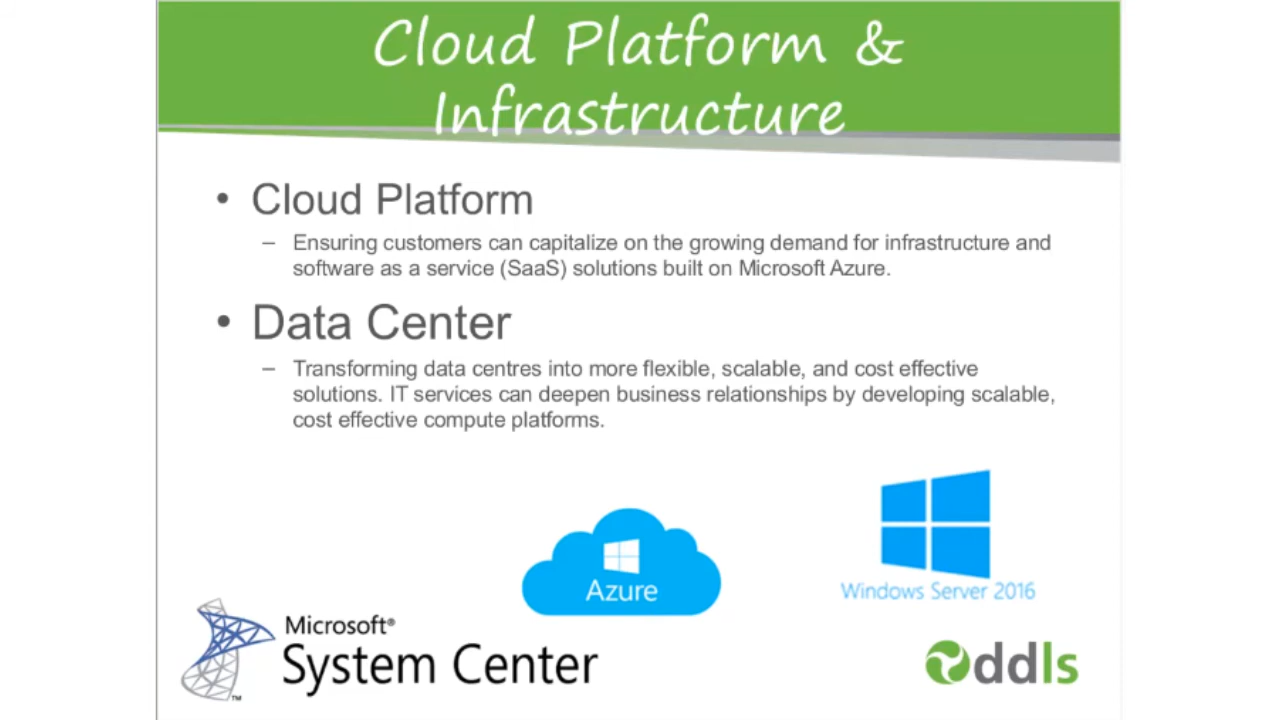 Cloud Platform &
Infrastructure
• Cloud Platform
– Ensuring customers can capitalize on the growing demand for infrastructure and
software as a service (SaaS) solutions built on Microsoft Azure.
• Data Center
– Transforming data centres into more flexible, scalable, and cost effective
solutions. IT services can deepen business relationships by developing scalable,
cost effective compute platforms.
Azure
Windows Server 2016
Microsoft®
System Center
™
ddls